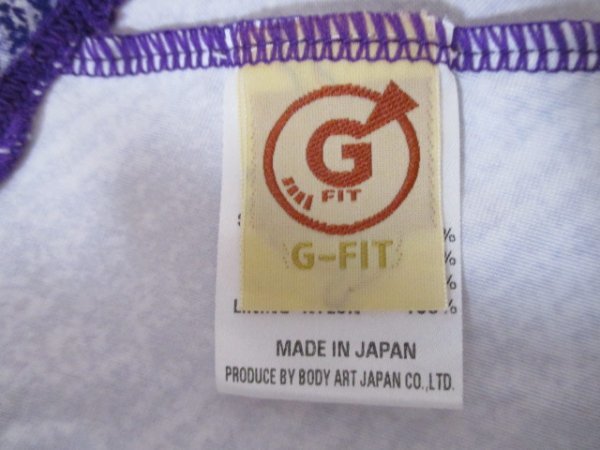 G
FIT
G-FIT
%
%
%
%
MADE IN JAPAN
PRODUCE BY BODY ART JAPAN CO.,LTD.